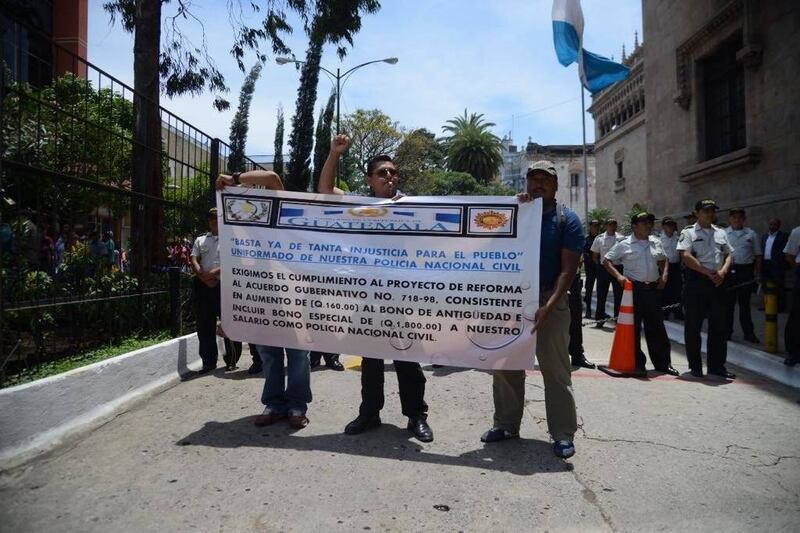 GUATEMALA
"BASTA YA DE TANTA INJUSTICIA PARA EL PUEBLO"
UNIFORMADO DE NUESTRA POLICIA NACIONAL CIVIL
EXIGIMOS EL CUMPLIMIENTO AL PROYECTO DE REFORMA
AL ACUERDO GUBERNATIVO NO. 718-98, CONSISTENTE
EN AUMENTO DE (Q.160.00) AL BONO DE ANTIGÜEDAD E
INCLUIR BONO ESPECIAL DE (Q.1,800.00) A NUESTRO
SALARIO COMO POLICIA NACIONAL CIVIL.